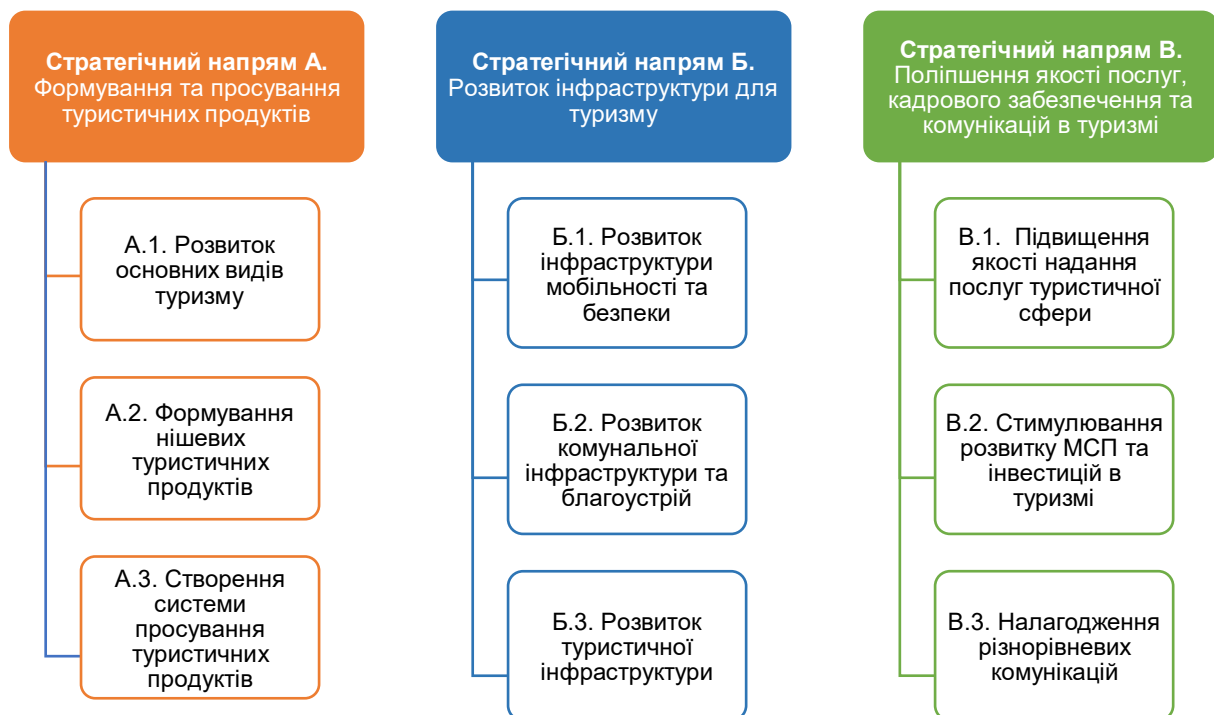 Стратегічний напрям А.
Формування та просування
туристичних продуктів
А.1. Розвиток
основних видів
туризму
А.2. Формування
нішевих
туристичних
продуктів
А.3. Створення
системи
просування
туристичних
продуктів
Стратегічний напрям Б.
Розвиток інфраструктури для
туризму
Б.1. Розвиток
інфраструктури
мобільності та
безпеки
Б.2. Розвиток
комунальної
інфраструктури та
благоустрій
Б.3. Розвиток
туристичної
інфраструктури
Стратегічний напрям В.
Поліпшення якості послуг,
кадрового забезпечення та
комунікацій в туризмі
В.1. Підвищення
якості надання
послуг туристичної
сфери
В.2. Стимулювання
розвитку МСП та
інвестицій в
туризмі
В.3. Налагодження
різнорівневих
комунікацій